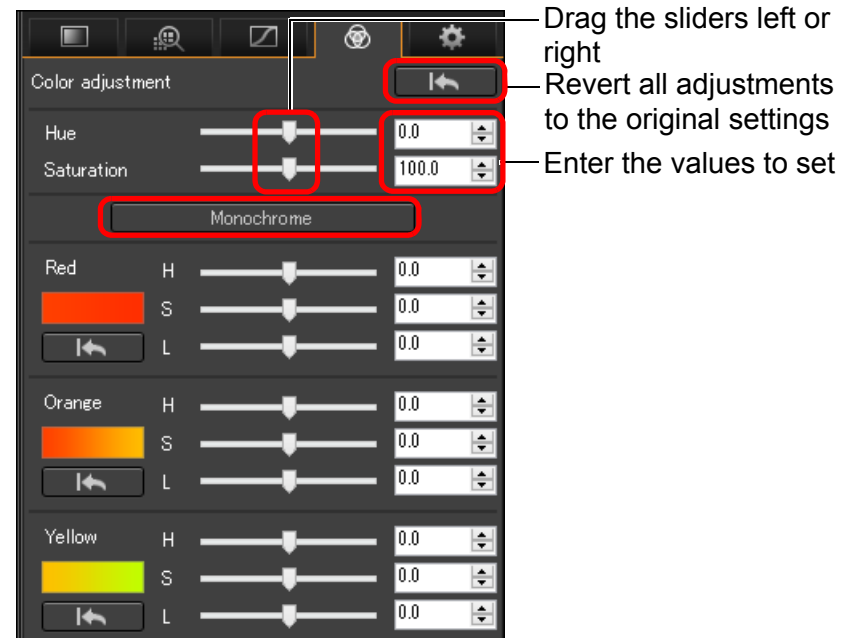 Drag the sliders left or
right
Color adjustment
Revert all adjustments
to the original settings
Hue 0.0
Saturation 100.0
Enter the values to set
Monochrome
Red H 0.0
S 0.0
L 0.0
Orange H 0.0
S 0.0
L 0.0
Yellow H 0.0
S 0.0
L 0.0